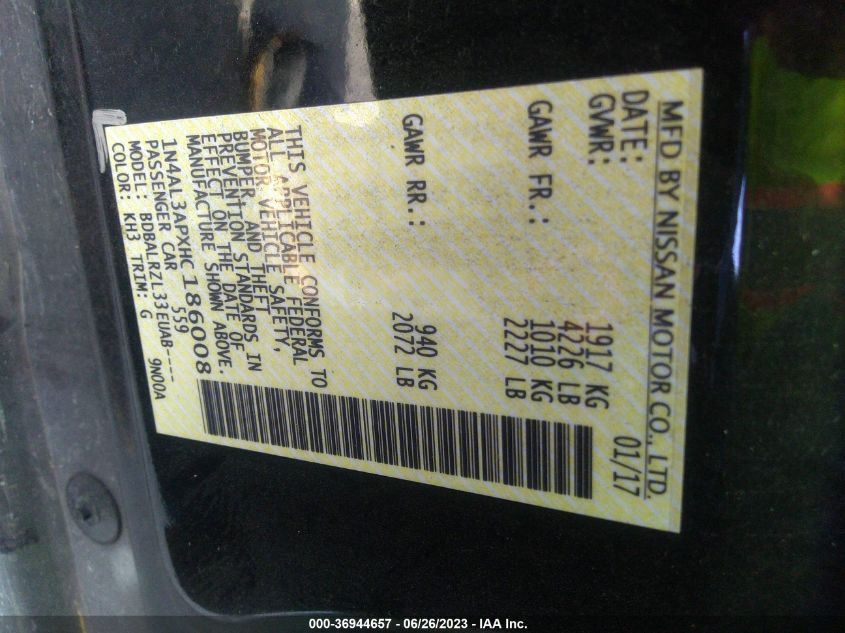 MFD BY NISSAN MOTOR CO., LTD.
DATE: 01/17
GVWR: 1917 KG
4226 LB
GAWR FR.: 1010 KG
2227 LB
GAWR RR.: 940 KG
2072 LB
THIS VEHICLE CONFORMS TO
ALL APPLICABLE FEDERAL
MOTOR VEHICLE SAFETY,
BUMPER, AND THEFT
PREVENTION STANDARDS IN
EFFECT ON THE DATE OF
MANUFACTURE SHOWN ABOVE.
1N4AL3APXHC186008
PASSENGER CAR 559
MODEL: BDBALRZL33EUAB---- 9N00A
COLOR: KH3 TRIM: G
000-36944657 - 06/26/2023 - IAA Inc.